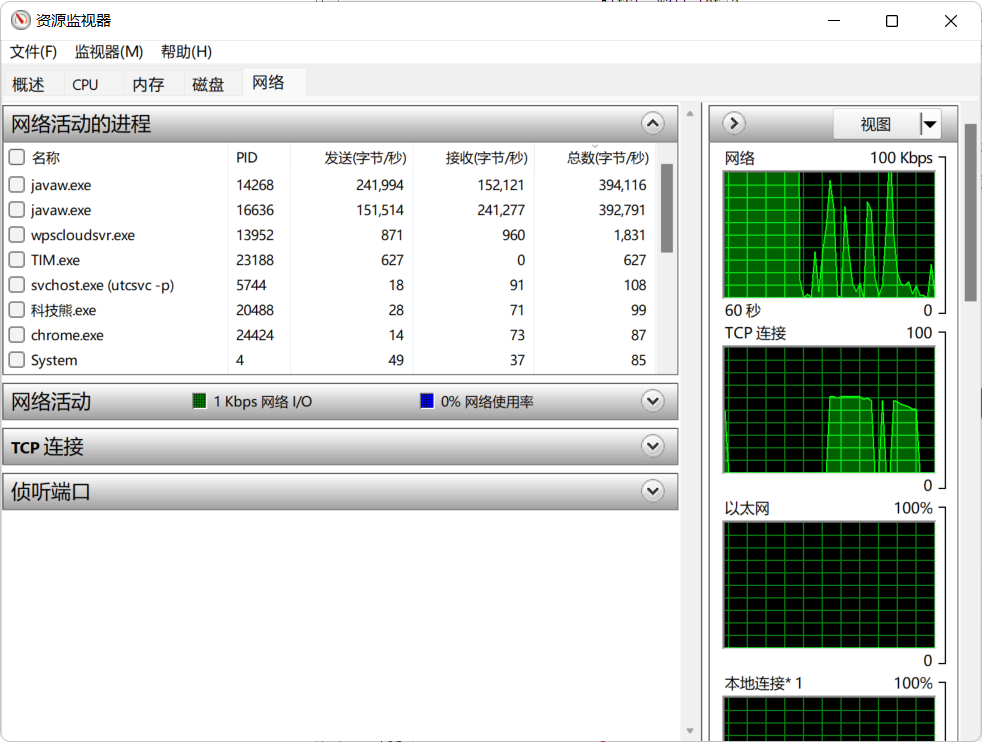 资源监视器
文件(F) 监视器(M) 帮助(H)
概述 CPU 内存 磁盘 网络
网络活动的进程
名称 PID 发送(字节/秒) 接收(字节/秒) 总数(字节/秒)
javaw.exe 14268 241,994 152,121 394,116
javaw.exe 16636 151,514 241,277 392,791
wpscloudsvr.exe 13952 871 960 1,831
TIM.exe 23188 627 0 627
svchost.exe (utcsvc -p) 5744 18 91 108
科技熊.exe 20488 28 71 99
chrome.exe 24424 14 73 87
System 4 49 37 85
网络活动 1 Kbps 网络 I/O 0% 网络使用率
TCP 连接
侦听端口
视图
网络 100 Kbps
60 秒 0
TCP 连接 100
0
以太网 100%
0
本地连接* 1 100%